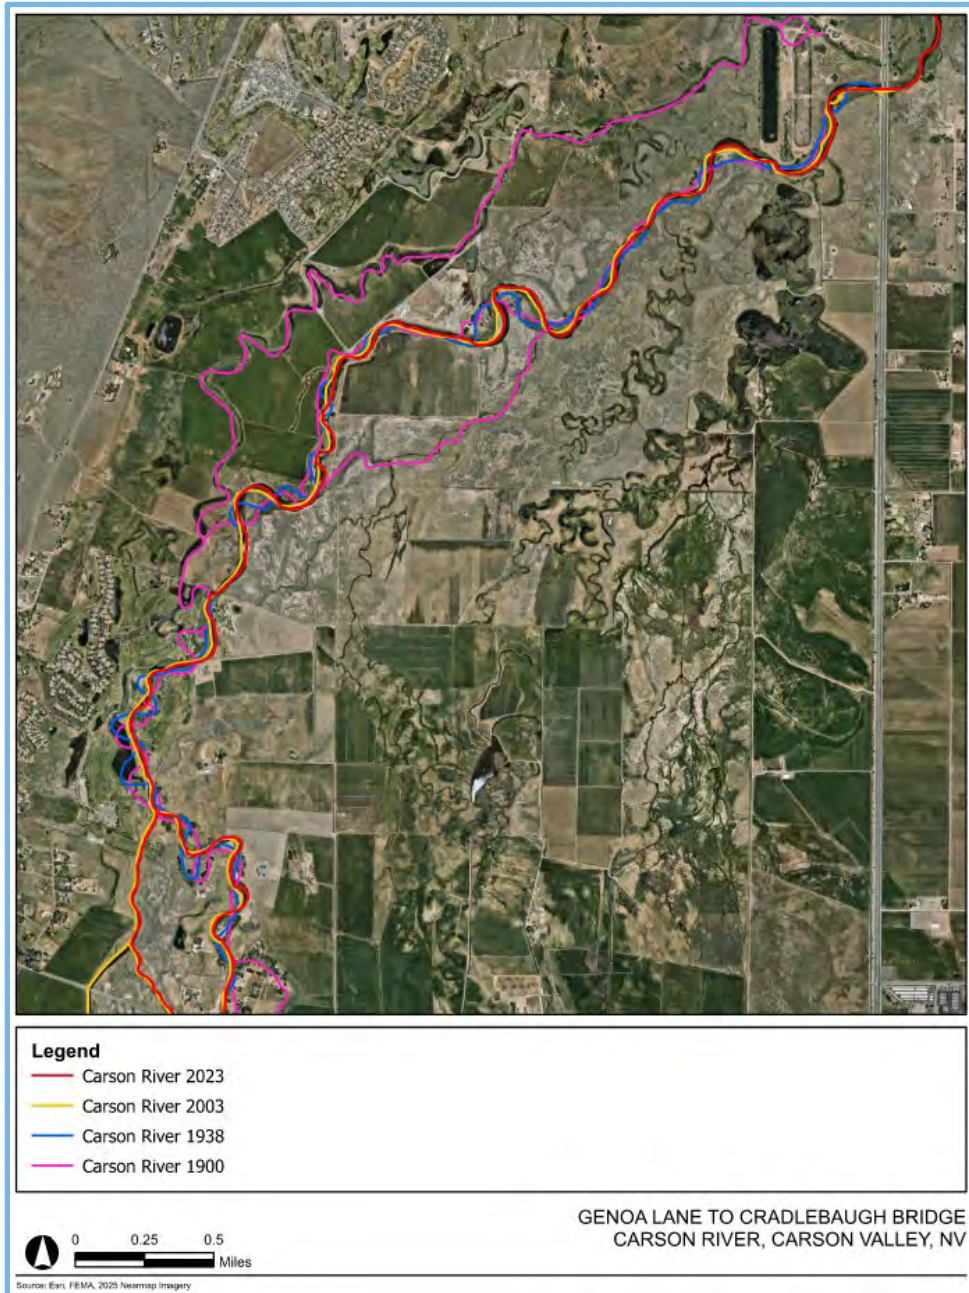 Legend
Carson River 2023
Carson River 2003
Carson River 1938
Carson River 1900
GENOA LANE TO CRADLEBAUGH BRIDGE
CARSON RIVER, CARSON VALLEY, NV
0 0.25 0.5
Miles
Source: Esri, FEMA, 2025 Nearmap Imagery